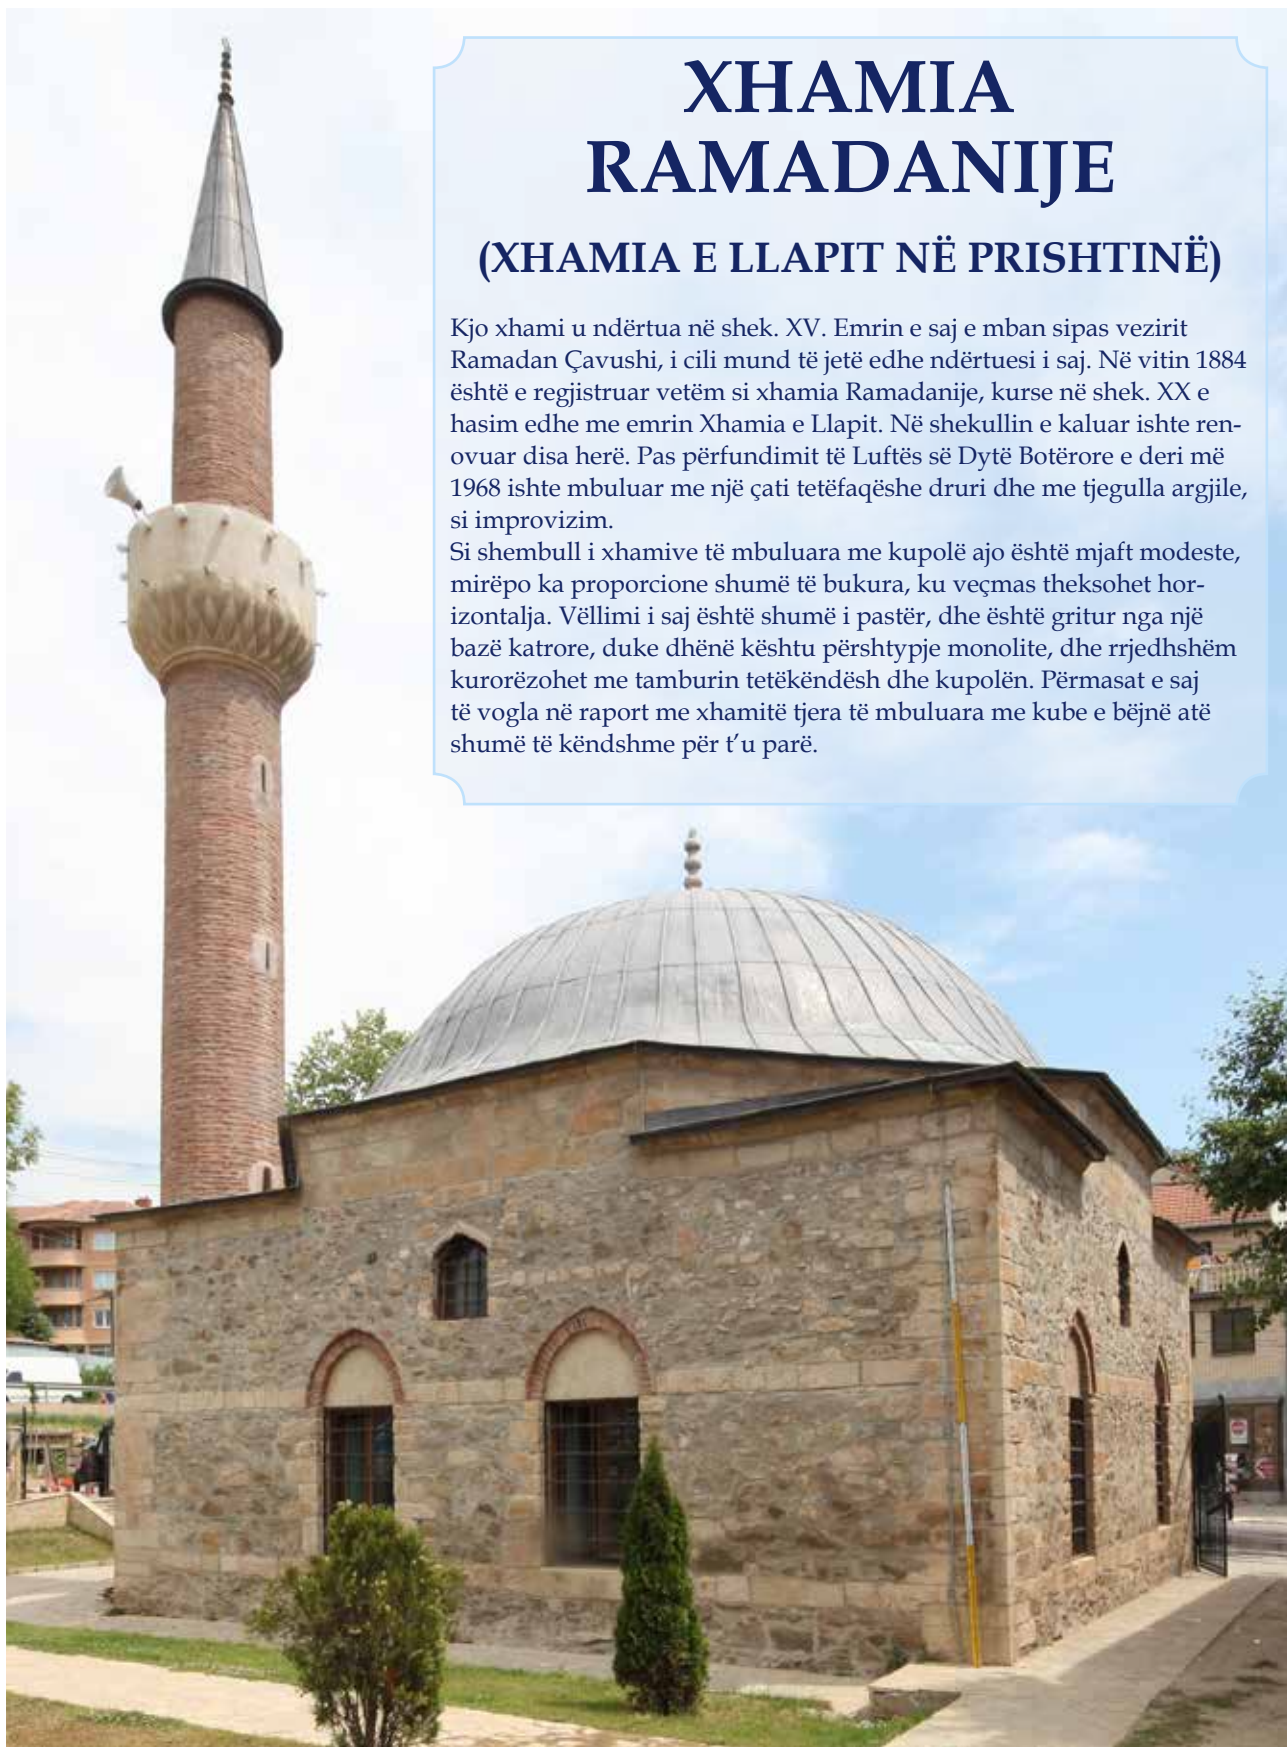 XHAMIA
RAMADANIJE
(XHAMIA E LLAPIT NË PRISHTINË)
Kjo xhami u ndërtua në shek. XV. Emrin e saj e mban sipas vezirit
Ramadan Çavushi, i cili mund të jetë edhe ndërtuesi i saj. Në vitin 1884
është e regjistruar vetëm si xhamia Ramadanije, kurse në shek. XX e
hasim edhe me emrin Xhamia e Llapit. Në shekullin e kaluar ishte ren-
ovuar disa herë. Pas përfundimit të Luftës së Dytë Botërore e deri më
1968 ishte mbuluar me një çati tetëfaqëshe druri dhe me tjegulla argjile,
si improvizim.
Si shembull i xhamive të mbuluara me kupolë ajo është mjaft modeste,
mirëpo ka proporcione shumë të bukura, ku veçmas theksohet hor-
izontalja. Vëllimi i saj është shumë i pastër, dhe është gritur nga një
bazë katrore, duke dhënë kështu përshtypje monolite, dhe rrjedhshëm
kurorëzohet me tamburin tetëkëndësh dhe kupolën. Përmasat e saj
të vogla në raport me xhamitë tjera të mbuluara me kube e bëjnë atë
shumë të këndshme për t’u parë.